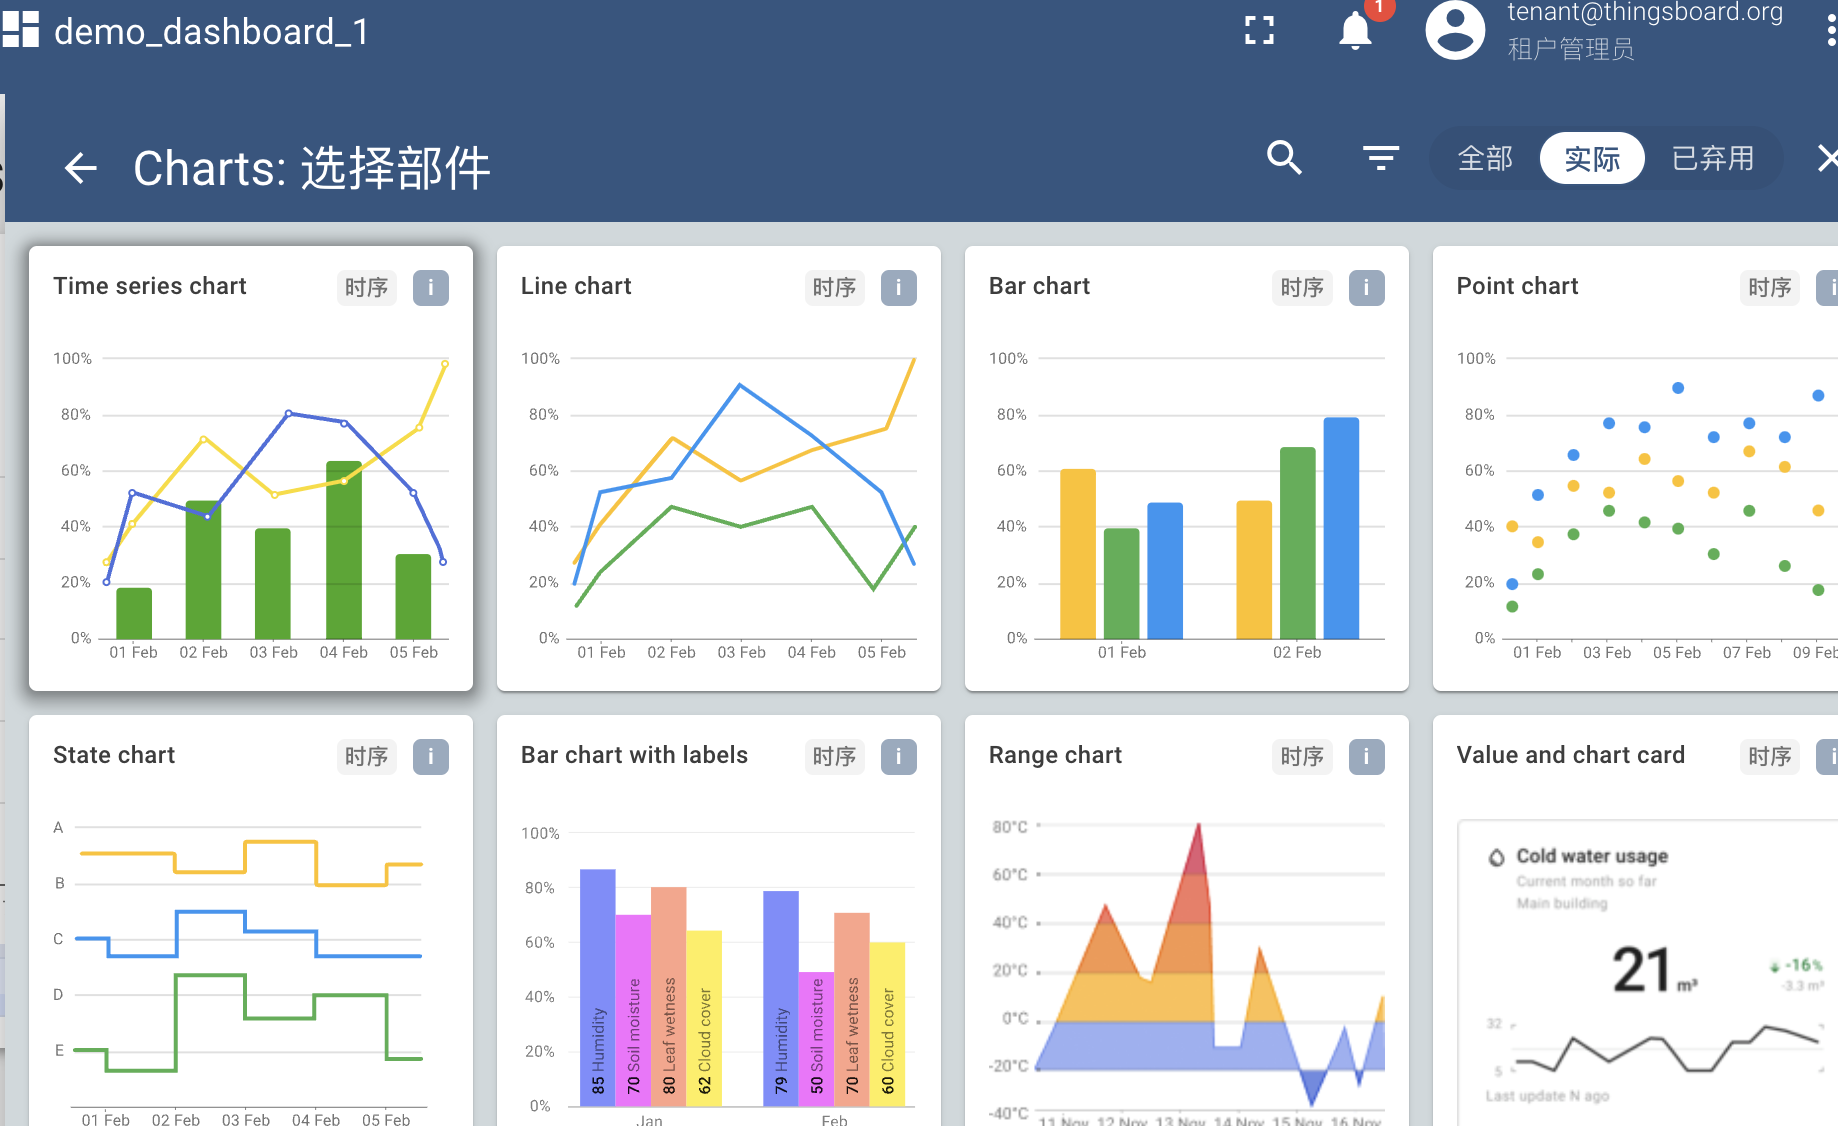 demo_dashboard_1
1
tenant@thingsboard.org
租户管理员
Charts: 选择部件
全部 实际 已弃用
Time series chart 时序 i
100%
80%
60%
40%
20%
0%
01 Feb 02 Feb 03 Feb 04 Feb 05 Feb
Line chart 时序 i
100%
80%
60%
40%
20%
0%
01 Feb 02 Feb 03 Feb 04 Feb 05 Feb
Bar chart 时序 i
100%
80%
60%
40%
20%
0%
01 Feb 02 Feb
Point chart 时序 i
100%
80%
60%
40%
20%
0%
01 Feb 03 Feb 05 Feb 07 Feb 09 Feb
State chart 时序 i
A
B
C
D
E
01 Feb 02 Feb 03 Feb 04 Feb 05 Feb
Bar chart with labels 时序 i
100%
80%
60%
40%
20%
0%
85 Humidity
70 Soil moisture
80 Leaf wetness
62 Cloud cover
79 Humidity
50 Soil moisture
70 Leaf wetness
60 Cloud cover
Jan Feb
Range chart 时序 i
80°C
60°C
40°C
20°C
0°C
-20°C
-40°C
11 Nov 12 Nov 13 Nov 14 Nov 15 Nov 16 Nov
Value and chart card 时序 i
Cold water usage
Current month so far
Main building
21 m³
-16%
-3.3 m³
32
5
Last update N ago